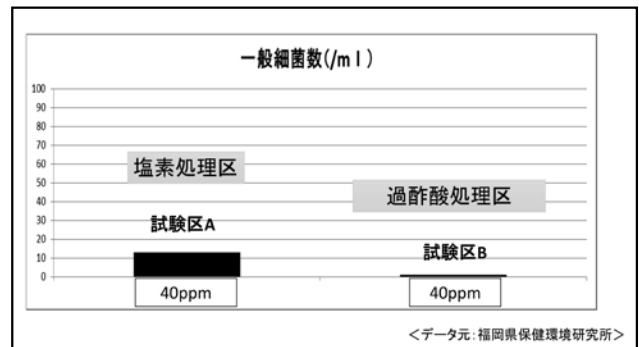 一般細菌数(/ml)
100
90
80
70
60
50
40
30
20
10
0
塩素処理区
過酢酸処理区
試験区A
試験区B
40ppm
40ppm
＜データ元：福岡県保健環境研究所＞